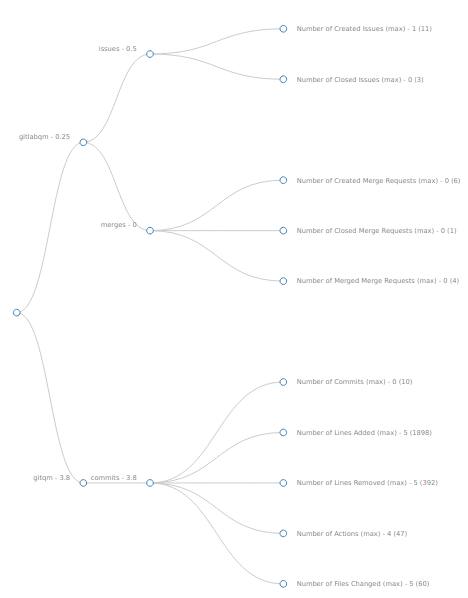 Number of Created Issues (max) - 1 (11)
issues - 0.5
Number of Closed Issues (max) - 0 (3)
gitlabqm - 0.25
Number of Created Merge Requests (max) - 0 (6)
merges - 0
Number of Closed Merge Requests (max) - 0 (1)
Number of Merged Merge Requests (max) - 0 (4)
Number of Commits (max) - 0 (10)
Number of Lines Added (max) - 5 (1898)
gitqm - 3.8
commits - 3.8
Number of Lines Removed (max) - 5 (392)
Number of Actions (max) - 4 (47)
Number of Files Changed (max) - 5 (60)